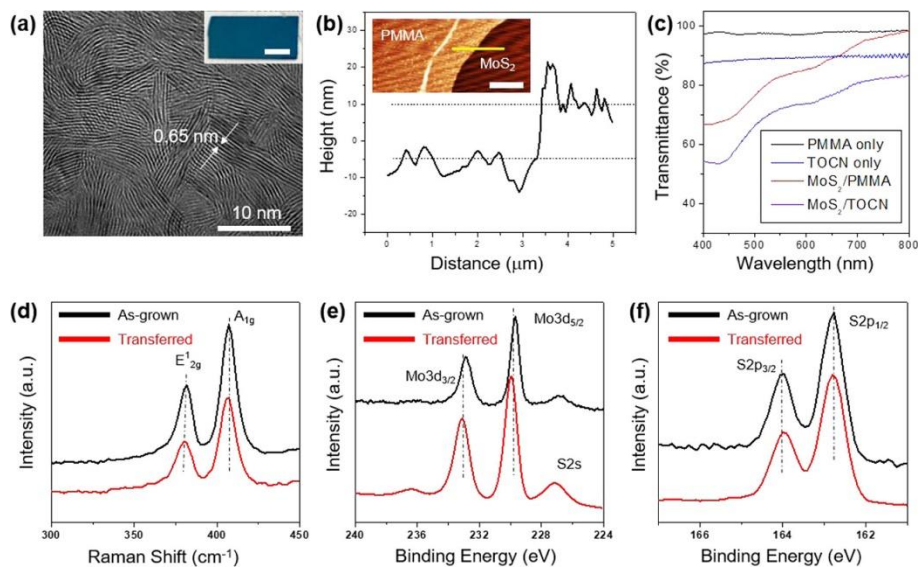 (a)
0.65 nm
10 nm
(b)
PMMA
MoS₂
Height (nm)
30
20
10
0
-10
-20
0 1 2 3 4 5 6
Distance (μm)
(c)
Transmittance (%)
100
90
80
70
60
50
PMMA only
TOCN only
MoS₂/PMMA
MoS₂/TOCN
400 500 600 700 800
Wavelength (nm)
(d)
As-grown
Transferred
A₁g
E¹₂g
Intensity (a.u.)
300 350 400 450
Raman Shift (cm⁻¹)
(e)
As-grown
Transferred
Mo3d₅/₂
Mo3d₃/₂
S2s
Intensity (a.u.)
240 236 232 228 224
Binding Energy (eV)
(f)
As-grown
Transferred
S2p₁/₂
S2p₃/₂
Intensity (a.u.)
166 164 162
Binding Energy (eV)